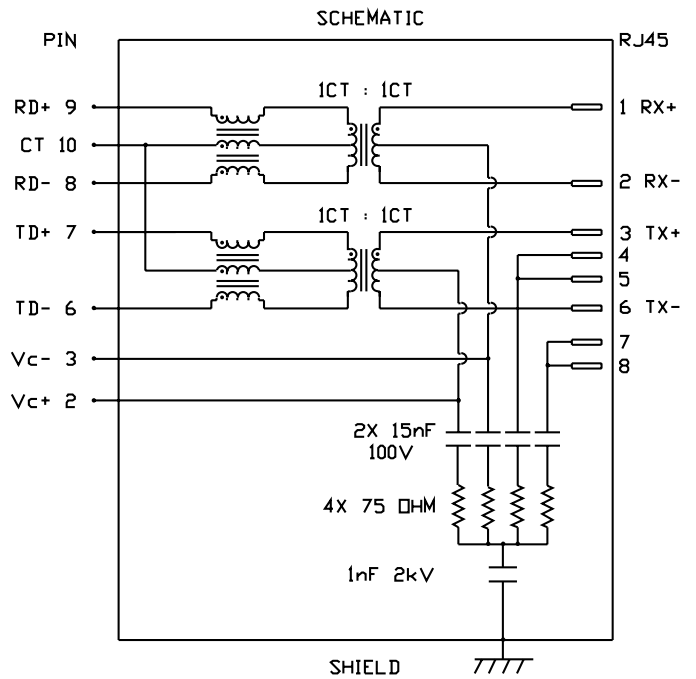 SCHEMATIC
PIN
RJ45
1CT : 1CT
RD+ 9
1 RX+
CT 10
RD- 8
2 RX-
1CT : 1CT
TD+ 7
3 TX+
4
5
TD- 6
6 TX-
7
Vc- 3
8
Vc+ 2
2X 15nF
100V
4X 75 OHM
1nF 2kV
SHIELD